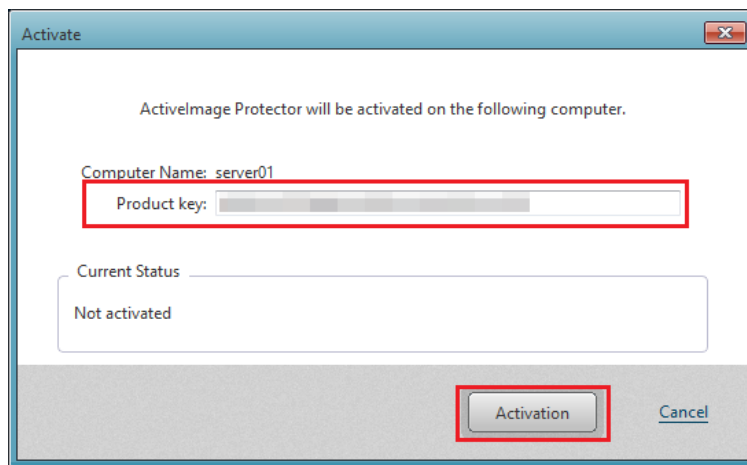 Activate
ActiveImage Protector will be activated on the following computer.
Computer Name: server01
Product key:
Current Status
Not activated
Activation Cancel